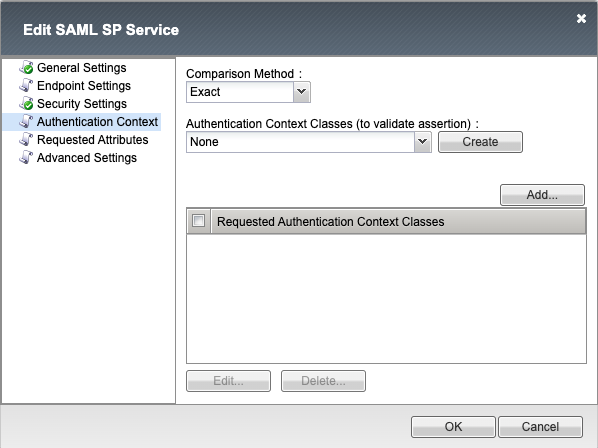 Edit SAML SP Service
General Settings
Endpoint Settings
Security Settings
Authentication Context
Requested Attributes
Advanced Settings
Comparison Method :
Exact
Authentication Context Classes (to validate assertion) :
None
Create
Add...
Requested Authentication Context Classes
Edit...
Delete...
OK
Cancel